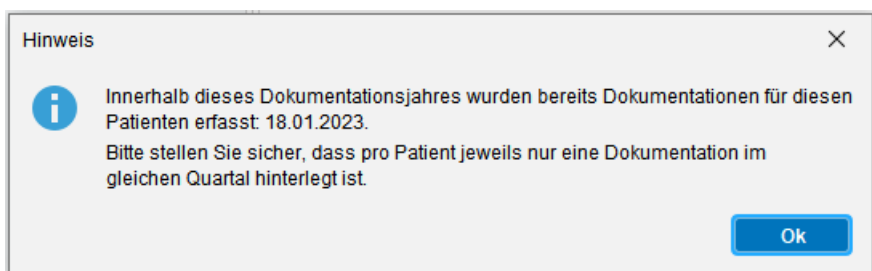 Hinweis
Innerhalb dieses Dokumentationsjahres wurden bereits Dokumentationen für diesen
Patienten erfasst: 18.01.2023.
Bitte stellen Sie sicher, dass pro Patient jeweils nur eine Dokumentation im
gleichen Quartal hinterlegt ist.
Ok